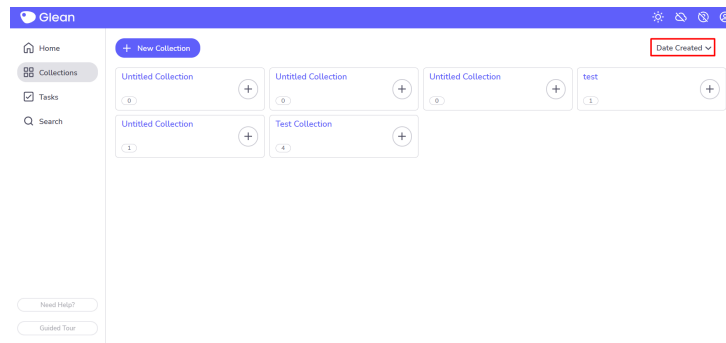 Glean
Home
Collections
Tasks
Search
Need Help?
Guided Tour
+ New Collection
Date Created
Untitled Collection
0
Untitled Collection
0
Untitled Collection
0
test
1
Untitled Collection
1
Test Collection
4